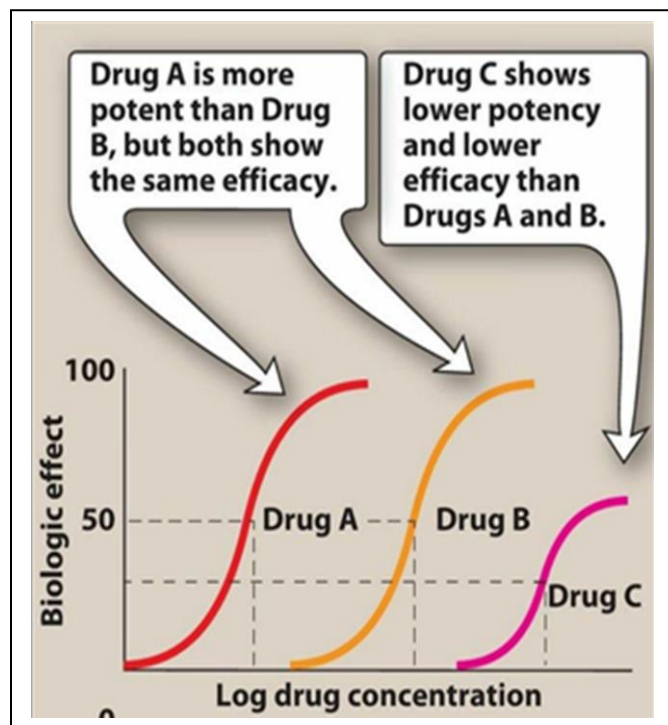 Drug A is more
potent than Drug
B, but both show
the same efficacy.
Drug C shows
lower potency
and lower
efficacy than
Drugs A and B.
100
50
0
Biologic effect
Drug A
Drug B
Drug C
Log drug concentration